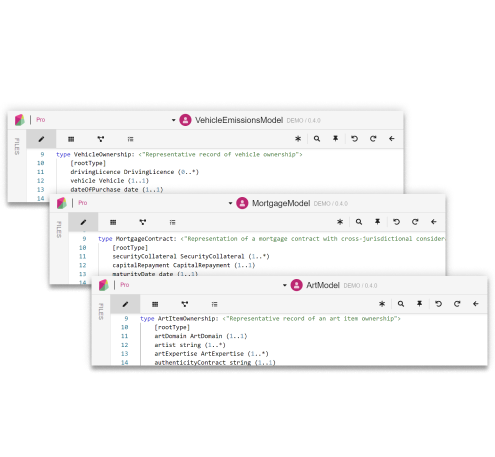 Pro VehicleEmissionsModel DEMO / 0.4.0
FILES
9 type VehicleOwnership: <"Representative record of vehicle ownership">
10 [rootType]
11 drivingLicence DrivingLicence (0..*)
12 vehicle Vehicle (1..1)
13 dateOfPurchase date (1..1)
14
Pro MortgageModel DEMO / 0.4.0
FILES
9 type MortgageContract: <"Representation of a mortgage contract with cross-jurisdictional consider
10 [rootType]
11 securityCollateral SecurityCollateral (1..*)
12 capitalRepayment CapitalRepayment (1..1)
13 maturityDate date (1..1)
Pro ArtModel DEMO / 0.4.0
FILES
9 type ArtItemOwnership: <"Representative record of an art item ownership">
10 [rootType]
11 artDomain ArtDomain (1..1)
12 artist string (1..*)
13 artExpertise ArtExpertise (1..*)
14 authenticityContract string (1..1)